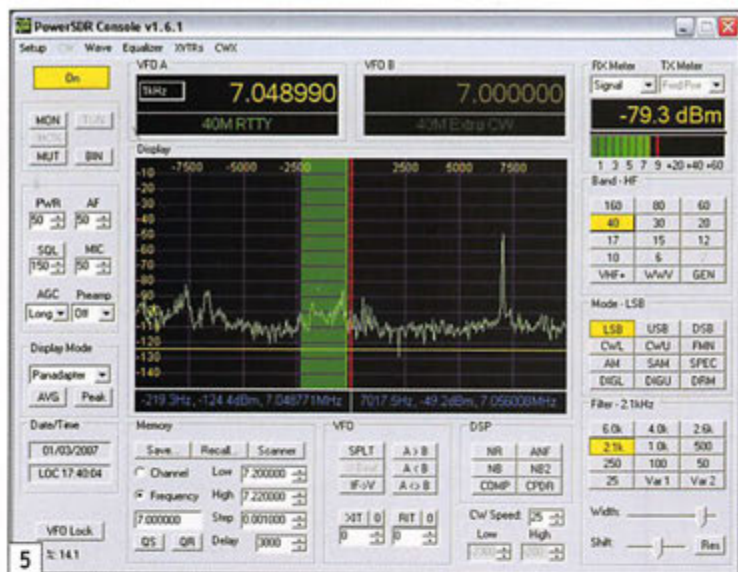 PowerSDR Console v1.6.1
Setup CW Wave Equalizer XVTRs CWX
On
MON TUN
MUT BIN
PWR AF
50 50
SQL MIC
150 50
AGC Preamp
Long Off
Display Mode
Panadapter
AVG Peak
Date/Time
01/03/2007
LOC 17:40:04
VFO Lock
%: 14.1
5
VFO A
1kHz 7.048990
40M RTTY
VFO B
7.000000
40M Extra CW
Display
-7500 -2500 2500 7500
-10
-20
-30
-40
-50
-60
-70
-80
-90
-100
-110
-120
-130
-140
-219.3Hz, -124.4dBm, 7.048771MHz 7017.5Hz, -49.2dBm, 7.056008MHz
Memory
Save... Recall... Scanner
Channel Low 7.200000
Frequency High 7.220000
7.000000 Step 0.001000
QS QR Delay 3000
VFO
SPLT A > B
A < B
IF>V A <> B
XIT 0 RIT 0
0 0
DSP
NR ANF
NB NB2
COMP CPDR
CW Speed: 25
Low High
-200
RX Meter TX Meter
Signal Fwd Pwr
-79.3 dBm
1 3 5 7 9 +20 +40 +60
Band - HF
160 80 60
40 30 20
17 15 12
10 6 2
VHF+ WWV GEN
Mode - LSB
LSB USB DSB
CWL CWU FMN
AM SAM SPEC
DIGL DIGU DRM
Filter - 2.1kHz
6.0k 4.0k 2.6k
2.1k 1.0k 500
250 100 50
25 Var 1 Var 2
Width:
Shift: Res